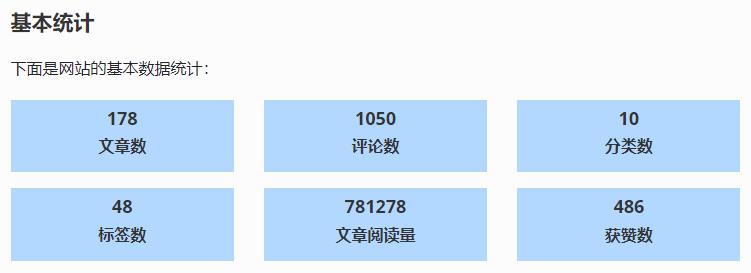 基本统计
下面是网站的基本数据统计：
178
文章数
1050
评论数
10
分类数
48
标签数
781278
文章阅读量
486
获赞数